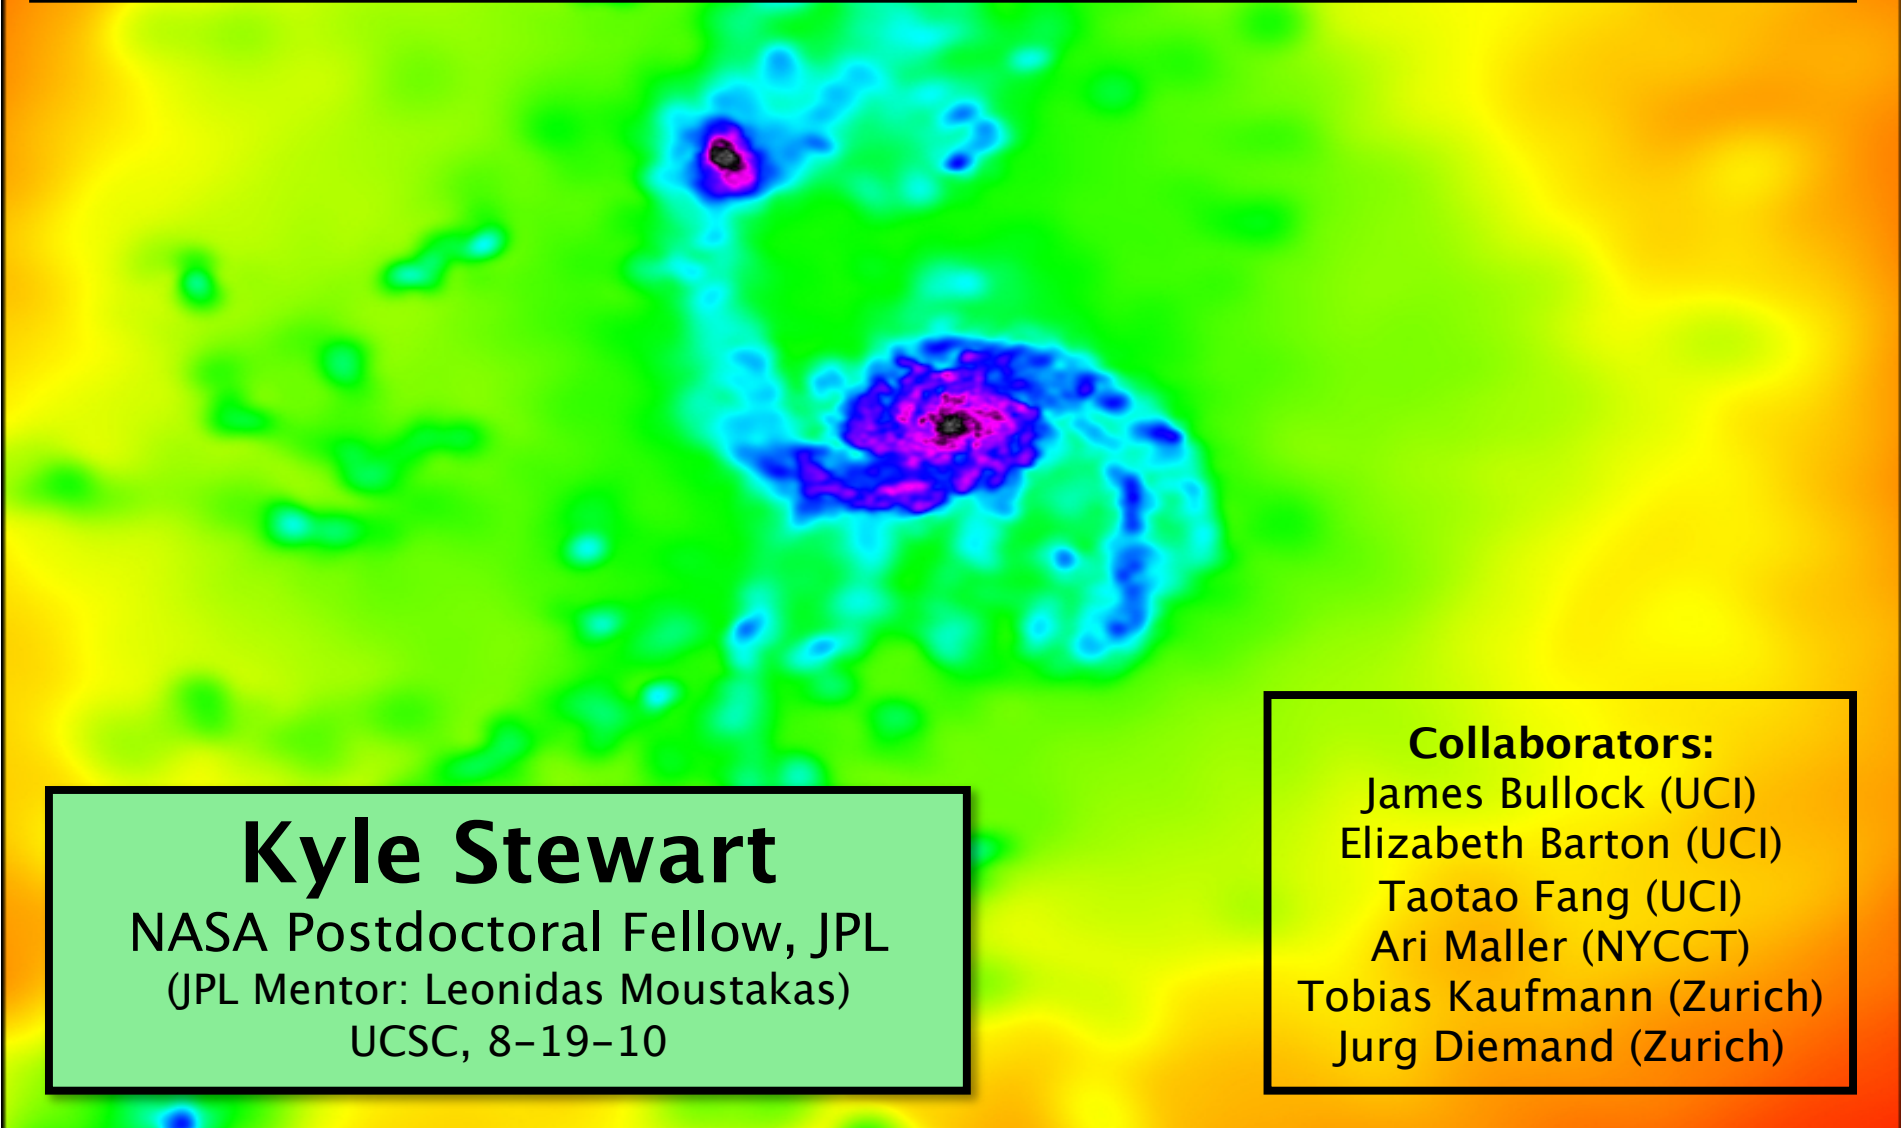 Kyle Stewart
NASA Postdoctoral Fellow, JPL
(JPL Mentor: Leonidas Moustakas)
UCSC, 8-19-10
Collaborators:
James Bullock (UCI)
Elizabeth Barton (UCI)
Taotao Fang (UCI)
Ari Maller (NYCCT)
Tobias Kaufmann (Zurich)
Jurg Diemand (Zurich)